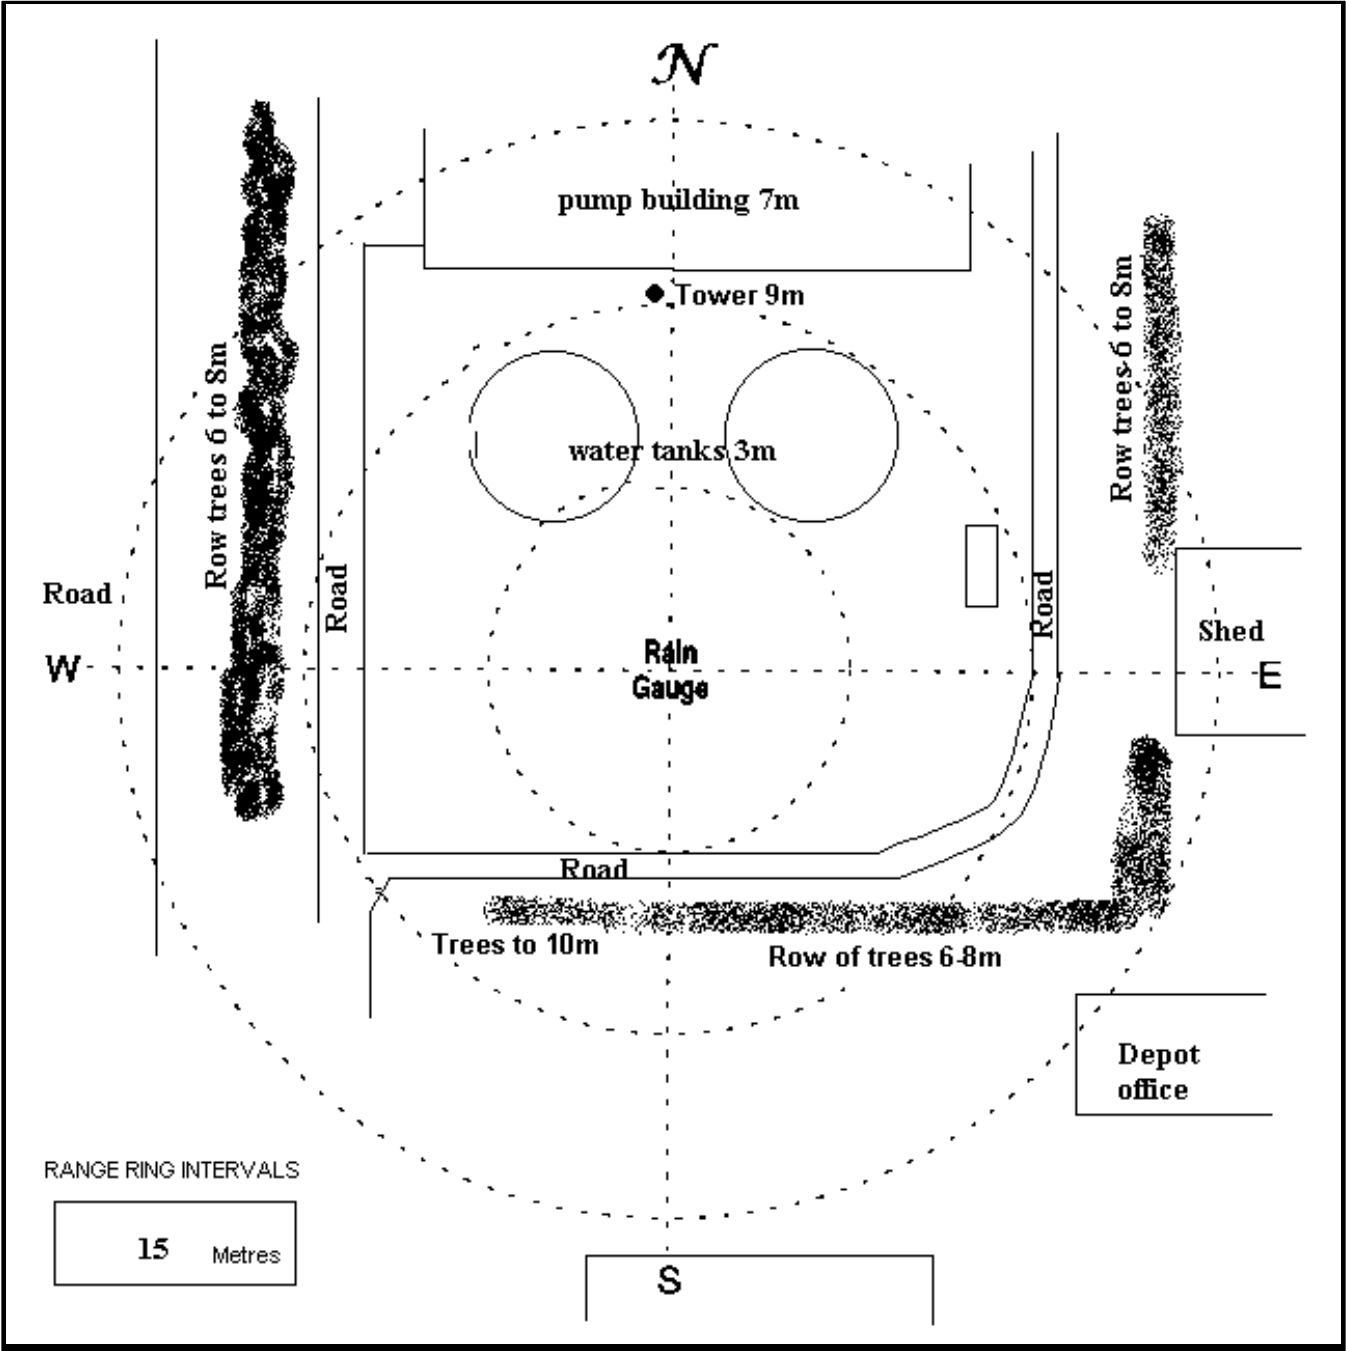 N
pump building 7m
Tower 9m
Row trees 6 to 8m
Row trees 6 to 8m
water tanks 3m
Road
Road
Road
Rain
Gauge
Shed
W
E
Road
Trees to 10m
Row of trees 6-8m
Depot
office
RANGE RING INTERVALS
15 Metres
S